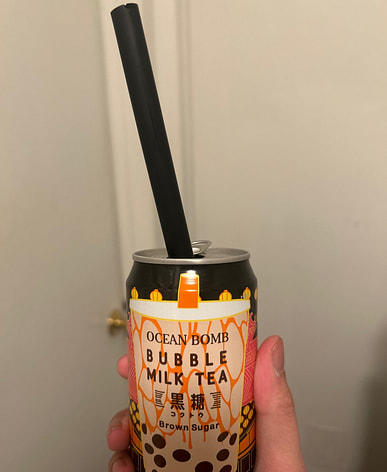 OCEAN BOMB
BUBBLE
MILK TEA
黒糖
コクトウ
Brown Sugar